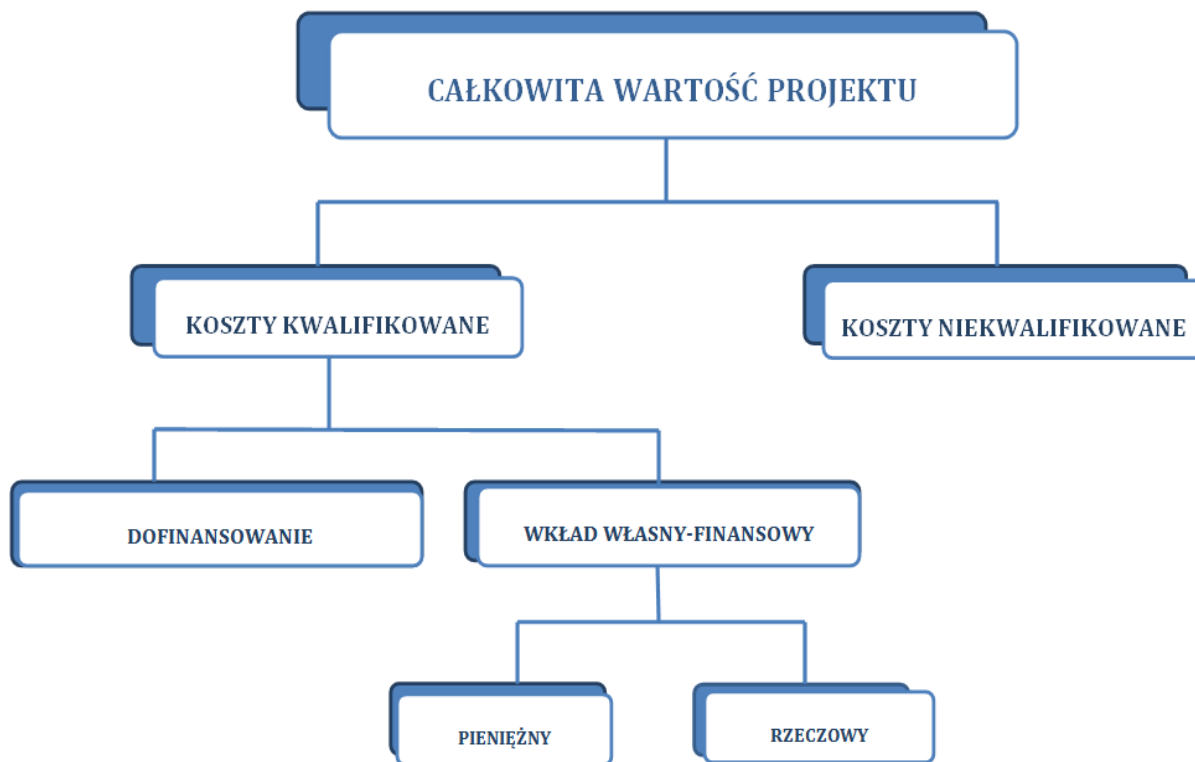 CAŁKOWITA WARTOŚĆ PROJEKTU
KOSZTY KWALIFIKOWANE
KOSZTY NIEKWALIFIKOWANE
DOFINANSOWANIE
WKŁAD WŁASNY-FINANSOWY
PIENIĘŻNY
RZECZOWY